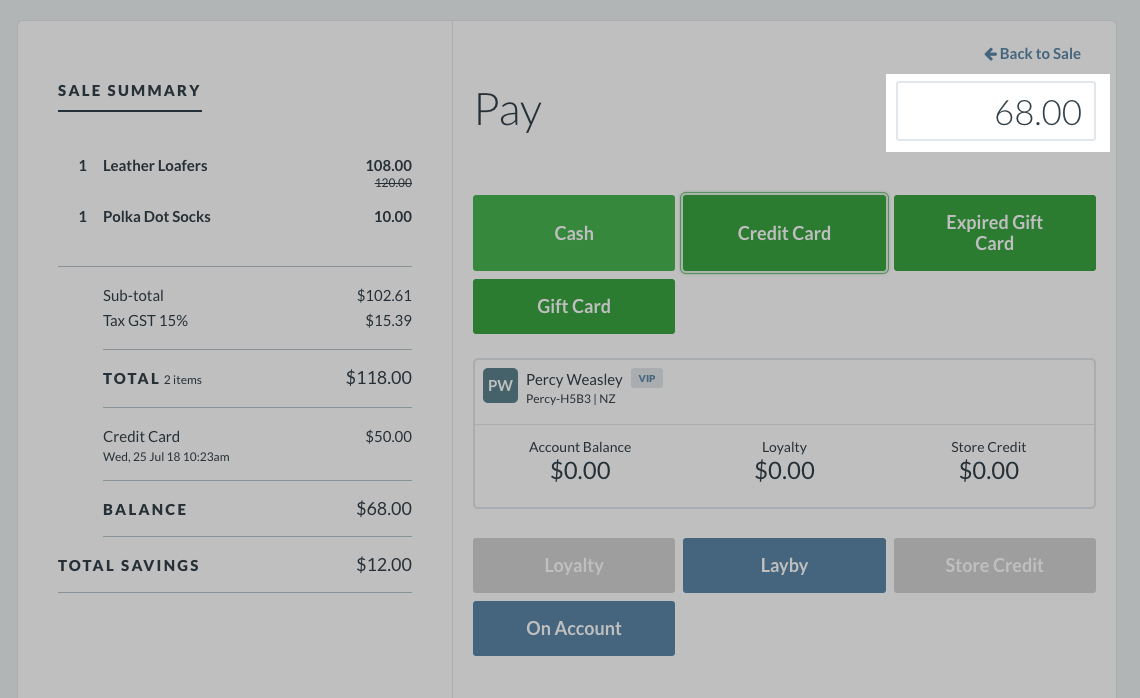 Back to Sale
SALE SUMMARY
Pay
68.00
1 Leather Loafers 108.00
120.00
1 Polka Dot Socks 10.00
Sub-total $102.61
Tax GST 15% $15.39
TOTAL 2 items $118.00
Credit Card $50.00
Wed, 25 Jul 18 10:23am
BALANCE $68.00
TOTAL SAVINGS $12.00
Cash
Credit Card
Expired Gift
Card
Gift Card
PW Percy Weasley VIP
Percy-H5B3 | NZ
Account Balance Loyalty Store Credit
$0.00 $0.00 $0.00
Loyalty Layby Store Credit
On Account